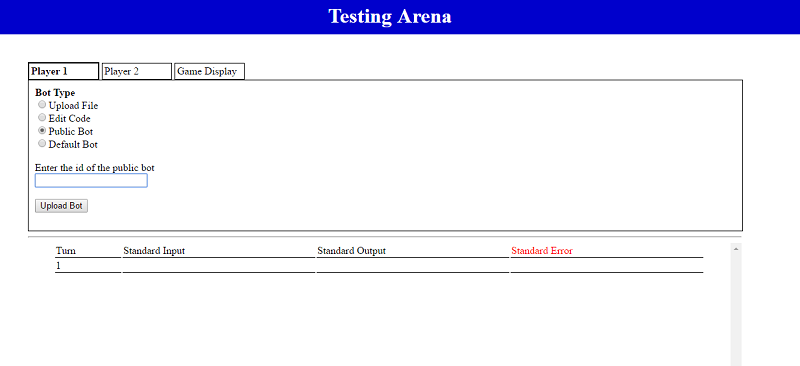 Testing Arena
Player 1 Player 2 Game Display
Bot Type
Upload File
Edit Code
Public Bot
Default Bot
Enter the id of the public bot
Upload Bot
Turn Standard Input Standard Output Standard Error
1